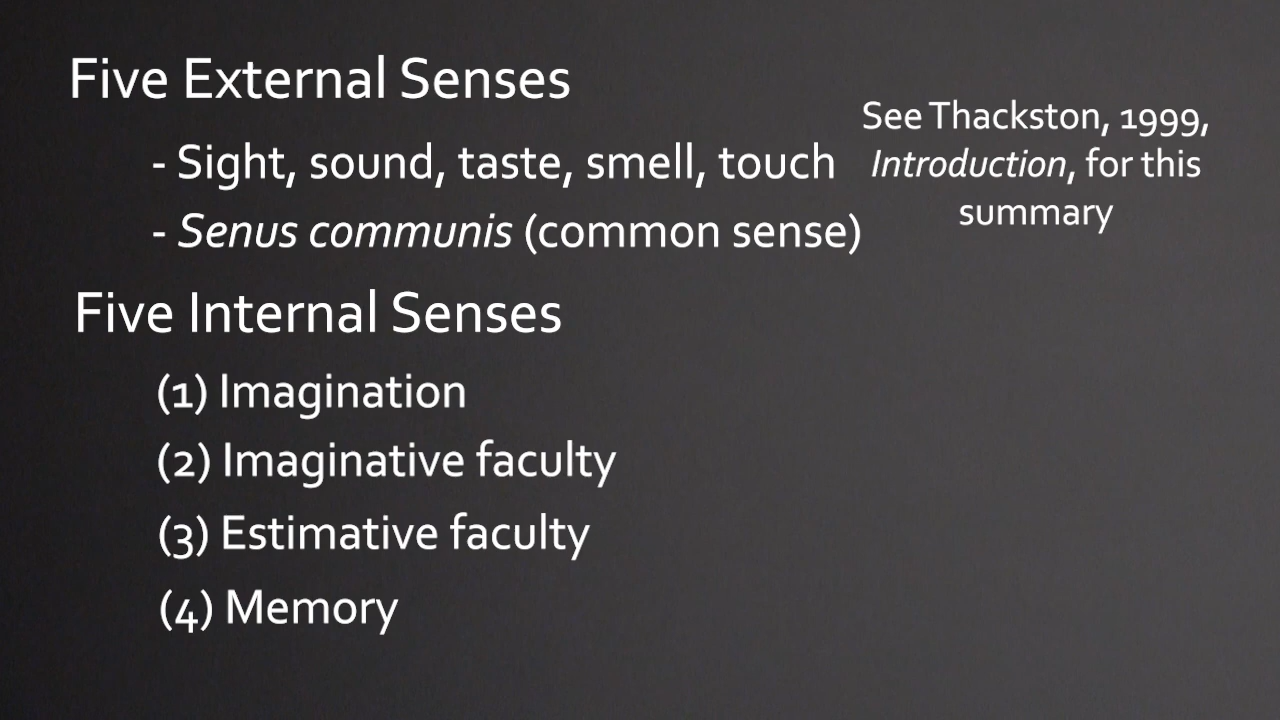 Five External Senses
- Sight, sound, taste, smell, touch
- Senus communis (common sense)
See Thackston, 1999,
Introduction, for this
summary
Five Internal Senses
(1) Imagination
(2) Imaginative faculty
(3) Estimative faculty
(4) Memory